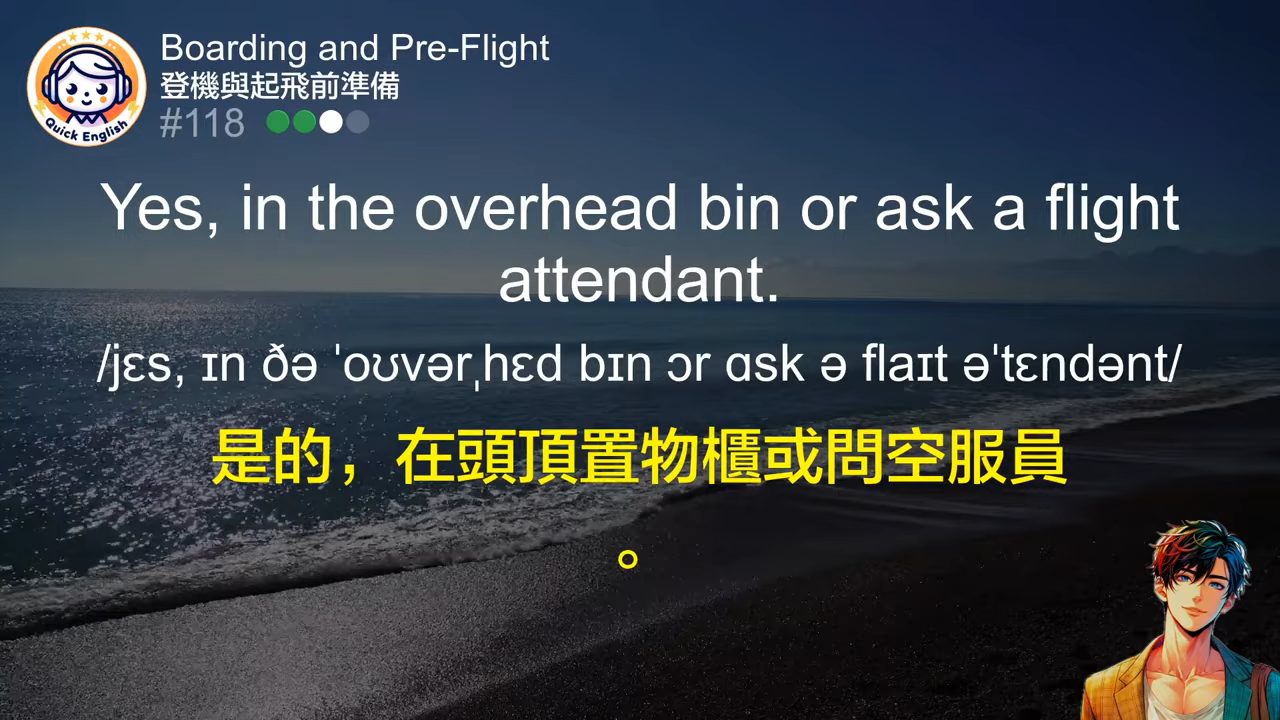 Boarding and Pre-Flight
登機與起飛前準備
#118
Quick English
Yes, in the overhead bin or ask a flight
attendant.
/jɛs, ɪn ðə ˈoʊvərˌhɛd bɪn ɔr ɑsk ə flaɪt əˈtɛndənt/
是的，在頭頂置物櫃或問空服員
。